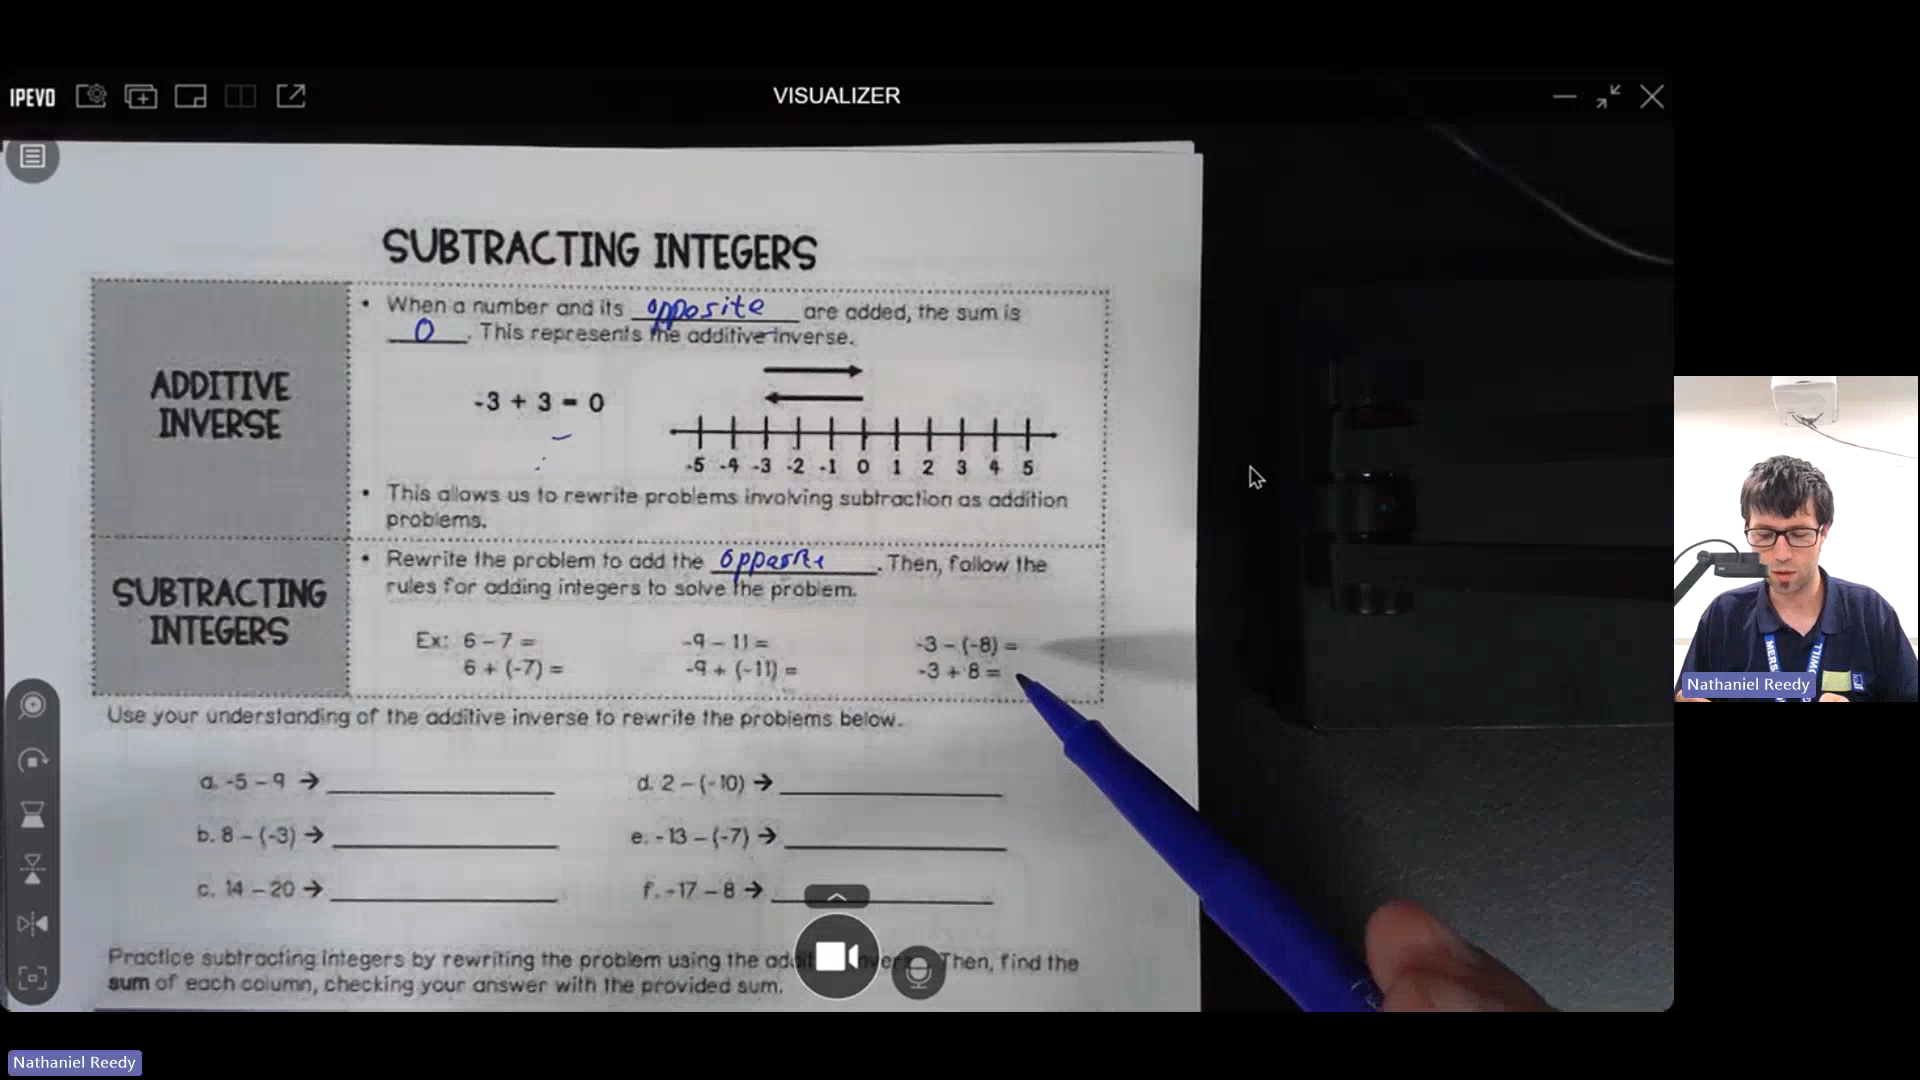 IPEVO
VISUALIZER
SUBTRACTING INTEGERS
ADDITIVE
INVERSE
• When a number and its opposite are added, the sum is
0. This represents the additive inverse.
-3 + 3 = 0
-5 -4 -3 -2 -1 0 1 2 3 4 5
• This allows us to rewrite problems involving subtraction as addition
problems.
SUBTRACTING
INTEGERS
• Rewrite the problem to add the opposite. Then, follow the
rules for adding integers to solve the problem.
Ex: 6 – 7 = -9 – 11 = -3 – (-8) =
6 + (-7) = -9 + (-11) = -3 + 8 =
Use your understanding of the additive inverse to rewrite the problems below.
a. -5 – 9 → d. 2 – (-10) →
b. 8 – (-3) → e. -13 – (-7) →
c. 14 – 20 → f. -17 – 8 →
Practice subtracting integers by rewriting the problem using the Then, find the
sum of each column, checking your answer with the provided sum.
Nathaniel Reedy
Nathaniel Reedy